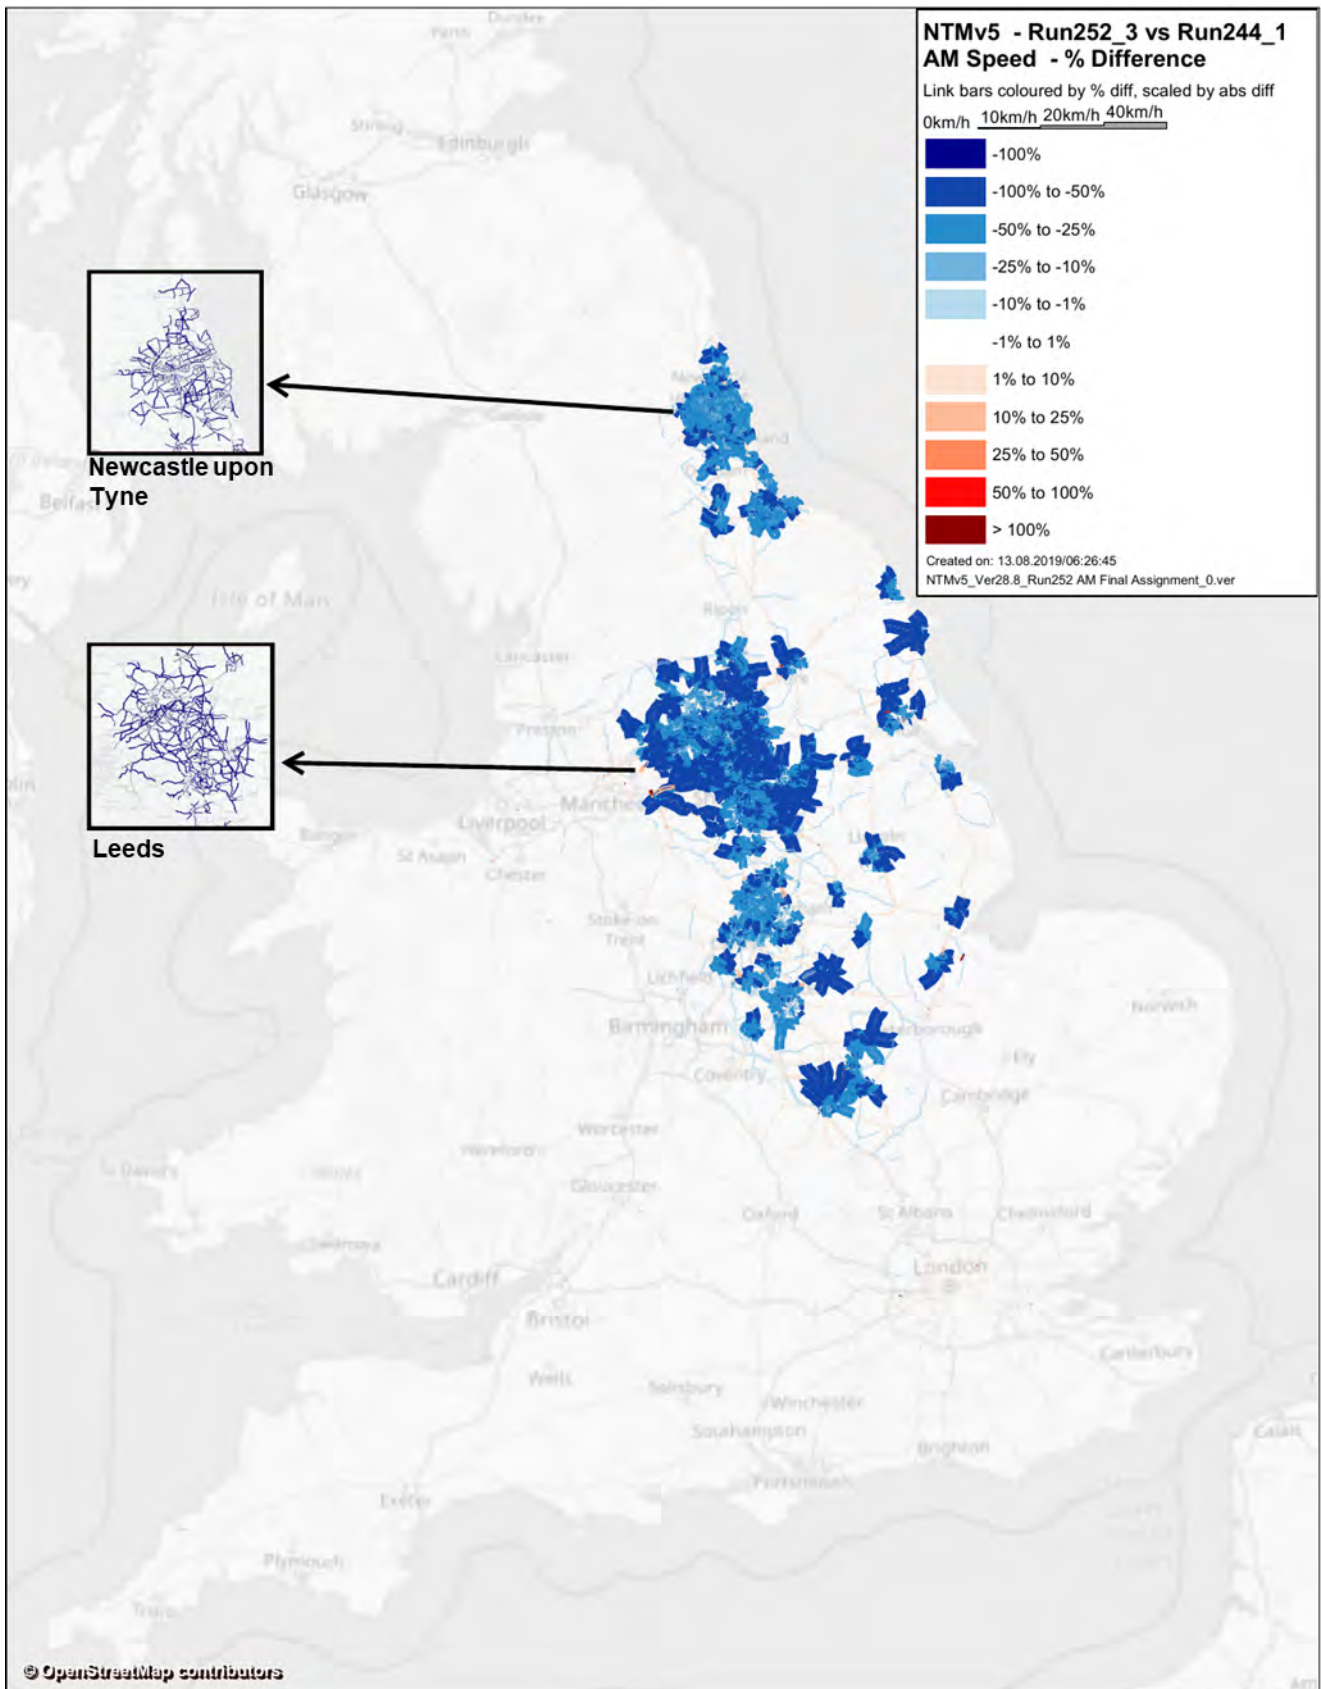 NTMv5 - Run252_3 vs Run244_1
AM Speed - % Difference
Link bars coloured by % diff, scaled by abs diff
0km/h 10km/h 20km/h 40km/h
-100%
-100% to -50%
-50% to -25%
-25% to -10%
-10% to -1%
-1% to 1%
1% to 10%
10% to 25%
25% to 50%
50% to 100%
> 100%
Created on: 13.08.2019/06:26:45
NTMv5_Ver28.8_Run252 AM Final Assignment_0.ver
Dundee
Perth
Stirling
Edinburgh
Glasgow
Newcastle upon
Tyne
Isle of Man
Ripon
Lancaster
Preston
Liverpool
Leeds
Bangor
St Asaph
Chester
Lincoln
Stoke-on-
Trent
Lichfield
Birmingham
Norwich
Ely
Coventry
Cambridge
Worcester
Hereford
St David's
Gloucester
Oxford
St Albans
Chelmsford
Swansea
London
Cardiff
Bristol
Canterbury
Wells
Salisbury
Winchester
Southampton
Brighton
Portsmouth
Calais
Exeter
Plymouth
Truro
© OpenStreetMap contributors